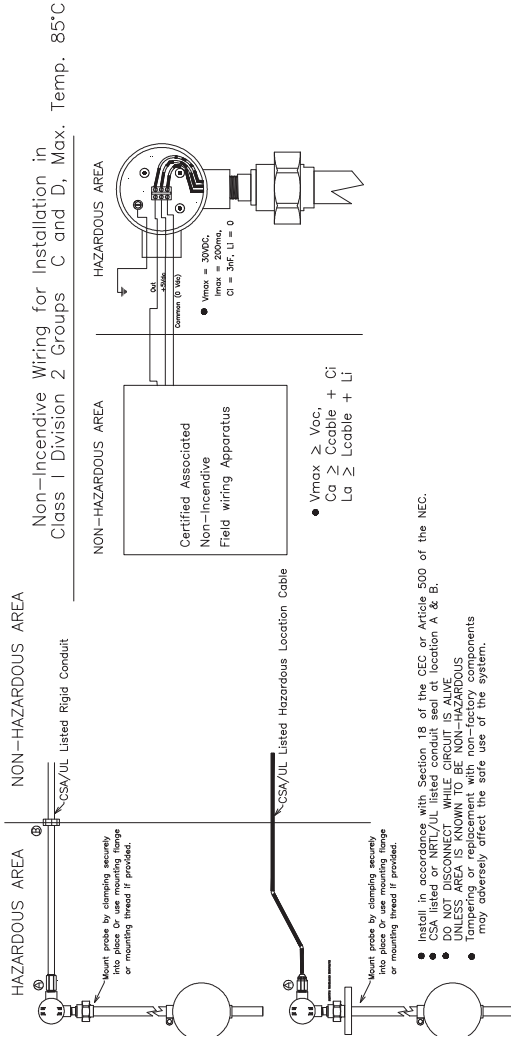 Non-Incendive Wiring for Installation in
Class I Division 2 Groups C and D, Max. Temp. 85°C
HAZARDOUS AREA
NON-HAZARDOUS AREA
A
B
CSA/UL Listed Rigid Conduit
Mount probe by clamping securely
into place Or use mounting flange
or mounting thread if provided.
A
CSA/UL Listed Hazardous Location Cable
Mount probe by clamping securely
into place Or use mounting flange
or mounting thread if provided.
NON-HAZARDOUS AREA
HAZARDOUS AREA
Certified Associated
Non-Incendive
Field wiring Apparatus
Out
+5Vdc
Common (0 Vdc)
● Vmax = 30VDC,
Imax = 200ma,
Ci = 3nF, Li = 0
● Vmax ≥ Voc,
Ca ≥ Ccable + Ci
La ≥ Lcable + Li
● Install in accordance with Section 18 of the CEC or Article 500 of the NEC.
● CSA listed or NRTL/UL listed conduit seal at location A & B.
● DO NOT DISCONNECT WHILE CIRCUIT IS ALIVE
UNLESS AREA IS KNOWN TO BE NON-HAZARDOUS
● Tampering or replacement with non-factory components
may adversely affect the safe use of the system.